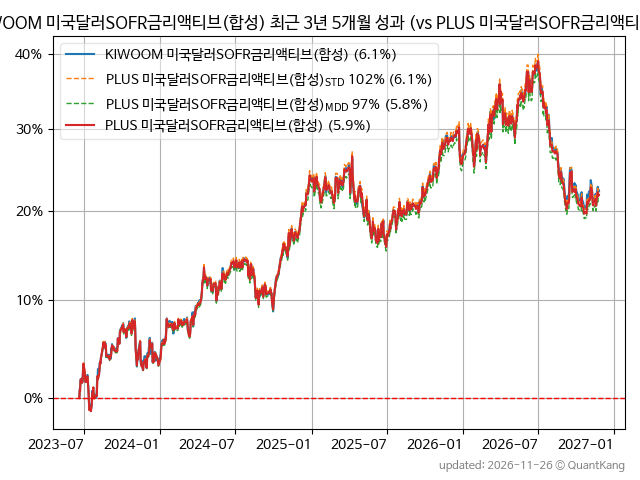 WOOM 미국달러SOFR금리액티브(합성) 최근 3년 5개월 성과 (vs PLUS 미국달러SOFR금리액티
40%
30%
20%
10%
0%
KIWOOM 미국달러SOFR금리액티브(합성) (6.1%)
PLUS 미국달러SOFR금리액티브(합성)STD 102% (6.1%)
PLUS 미국달러SOFR금리액티브(합성)MDD 97% (5.8%)
PLUS 미국달러SOFR금리액티브(합성) (5.9%)
2023-07 2024-01 2024-07 2025-01 2025-07 2026-01 2026-07 2027-01
updated: 2026-11-26 © QuantKang